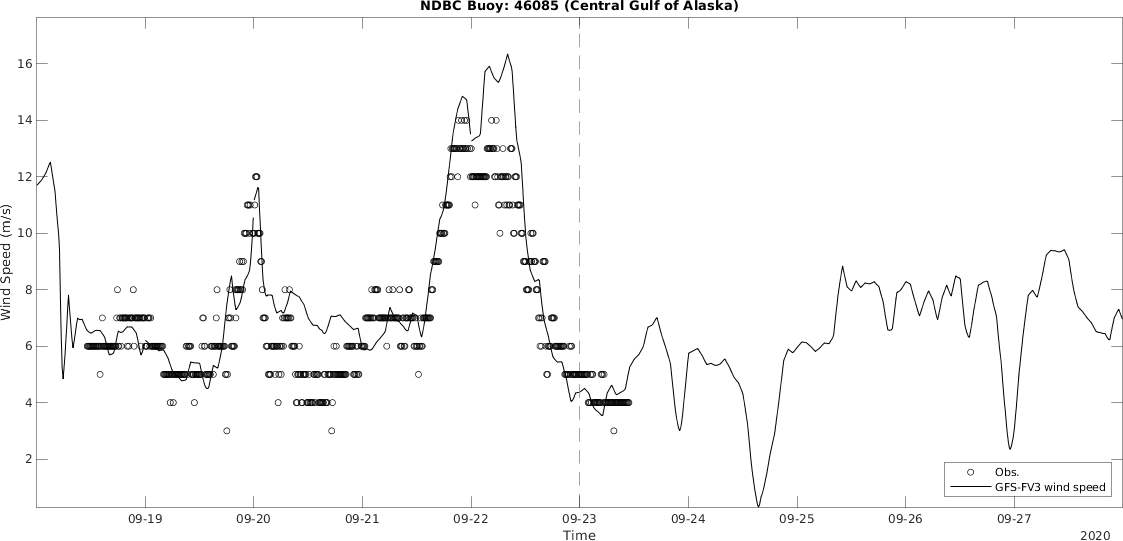 NDBC Buoy: 46085 (Central Gulf of Alaska)
16
14
12
10
8
6
4
2
Wind Speed (m/s)
Obs.
GFS-FV3 wind speed
09-19 09-20 09-21 09-22 09-23 09-24 09-25 09-26 09-27
Time
2020